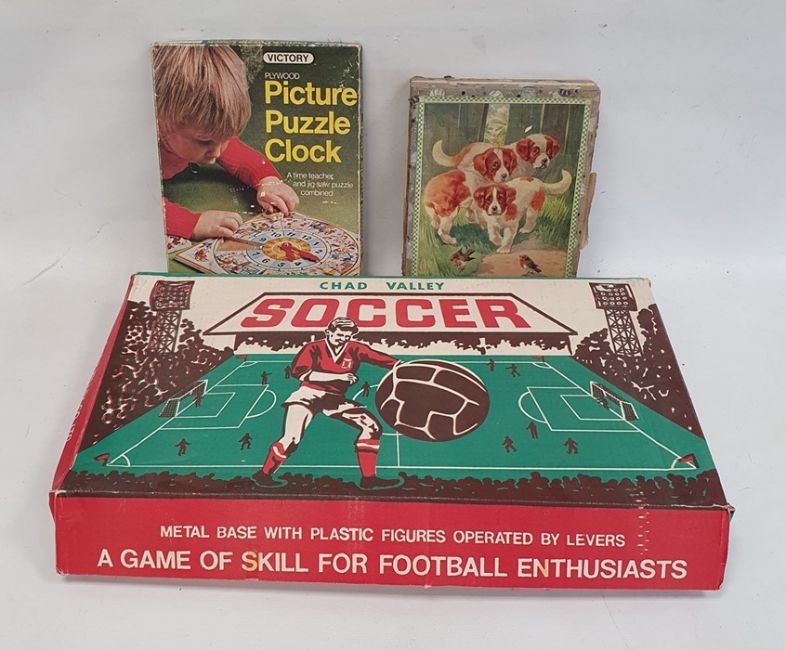 VICTORY
PLYWOOD
Picture
Puzzle
Clock
A time teacher,
and jig-saw puzzle
combined
CHAD VALLEY
SOCCER
METAL BASE WITH PLASTIC FIGURES OPERATED BY LEVERS
A GAME OF SKILL FOR FOOTBALL ENTHUSIASTS